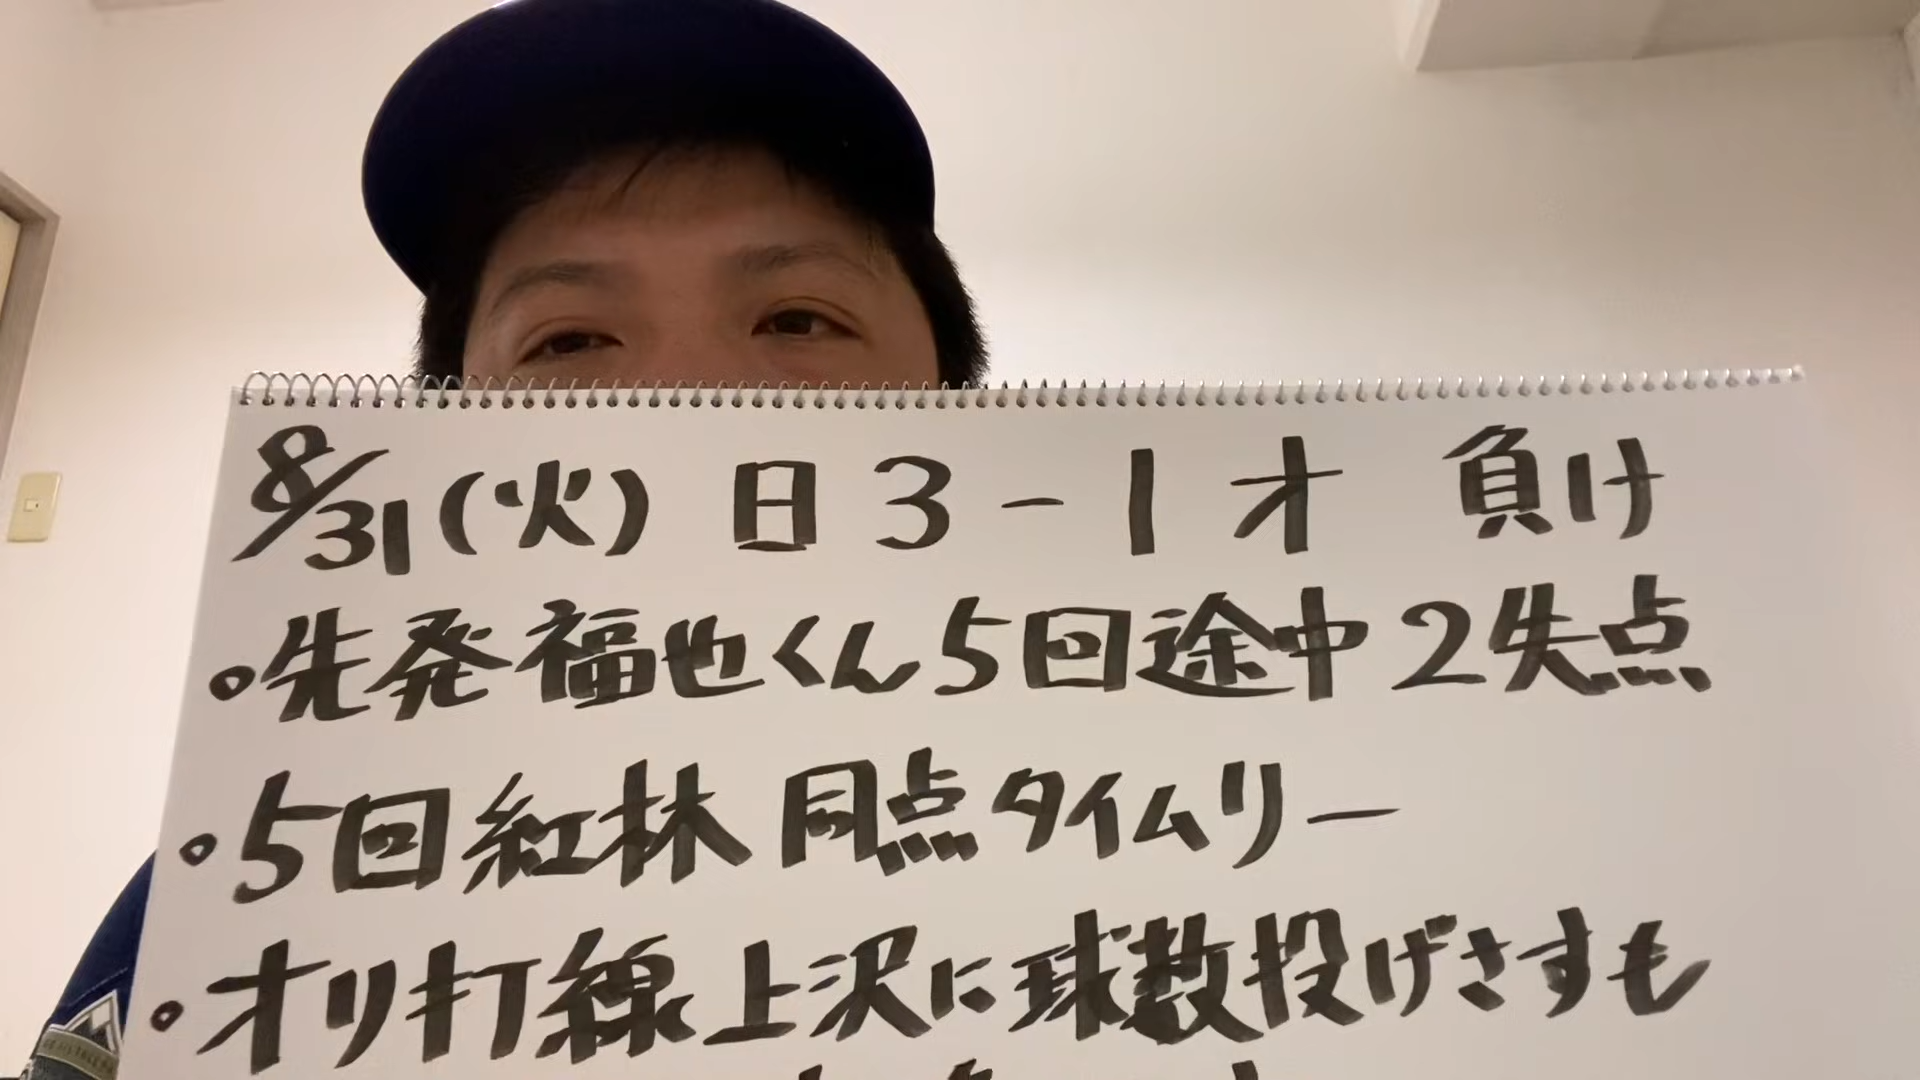 8/31(火) 日 3-1 オ 負け
・先発 福也くん 5回途中 2失点
・5回 紅林 同点タイムリー
・オリ打線 上沢に球数投げさすも